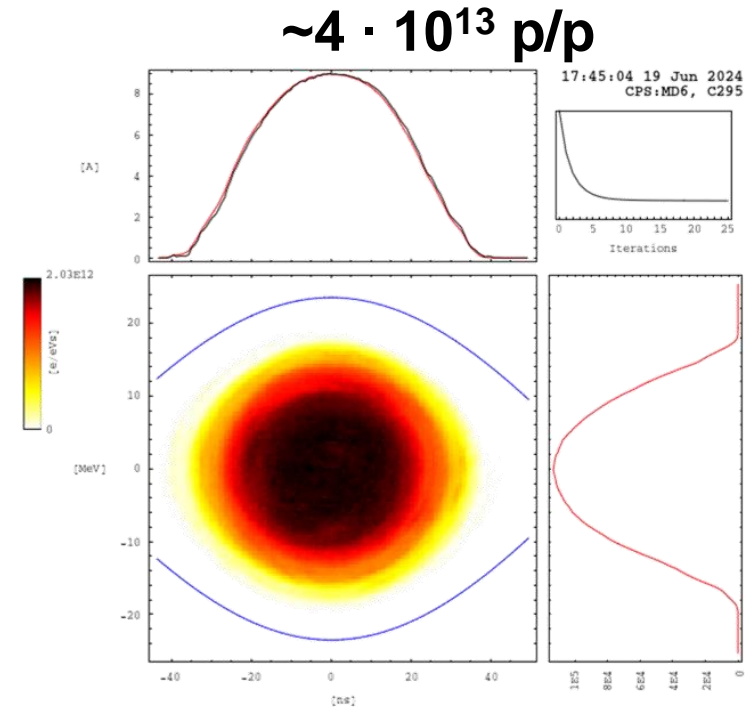 ~4 · 10¹³ p/p
17:45:04 19 Jun 2024
CPS:MD6, C295
8
6
[A]
4
2
0
0 5 10 15 20 25
Iterations
2.03E12
[e/eVs]
0
20
10
[MeV] 0
-10
-20
-40 -20 0 20 40
[ns]
1E5 8E4 6E4 4E4 2E4 0